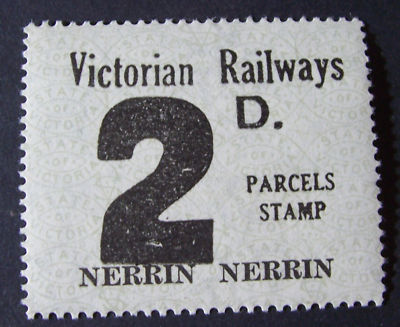 Victorian Railways
2 D.
PARCELS
STAMP
NERRIN NERRIN